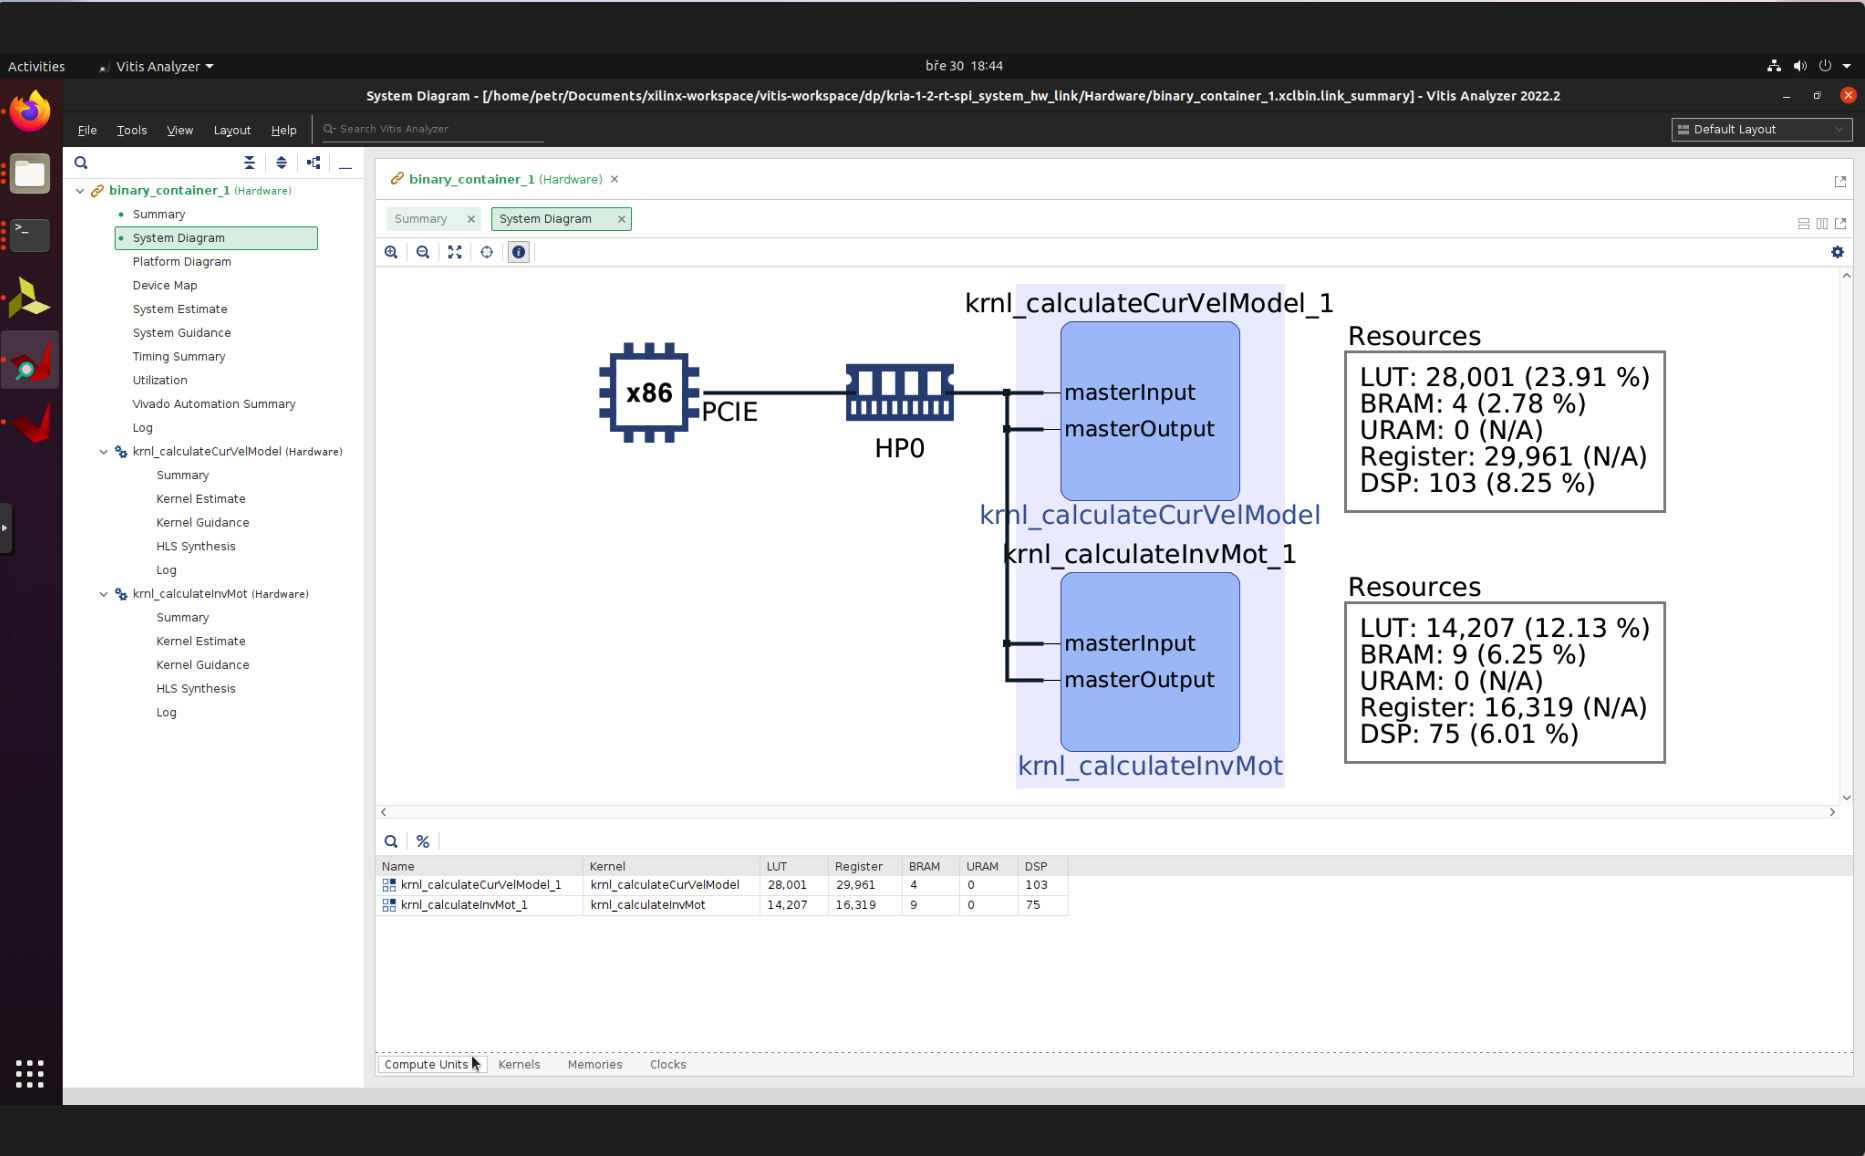 Activities
Vitis Analyzer
bře 30 18:44
System Diagram - [/home/petr/Documents/xilinx-workspace/vitis-workspace/dp/kria-1-2-rt-spi_system_hw_link/Hardware/binary_container_1.xclbin.link_summary] - Vitis Analyzer 2022.2
File Tools View Layout Help
Search Vitis Analyzer
Default Layout
binary_container_1 (Hardware)
Summary
System Diagram
Platform Diagram
Device Map
System Estimate
System Guidance
Timing Summary
Utilization
Vivado Automation Summary
Log
krnl_calculateCurVelModel (Hardware)
Summary
Kernel Estimate
Kernel Guidance
HLS Synthesis
Log
krnl_calculateInvMot (Hardware)
Summary
Kernel Estimate
Kernel Guidance
HLS Synthesis
Log
binary_container_1 (Hardware)
Summary
System Diagram
x86
PCIE
HP0
krnl_calculateCurVelModel_1
masterInput
masterOutput
krnl_calculateCurVelModel
Resources
LUT: 28,001 (23.91 %)
BRAM: 4 (2.78 %)
URAM: 0 (N/A)
Register: 29,961 (N/A)
DSP: 103 (8.25 %)
krnl_calculateInvMot_1
masterInput
masterOutput
krnl_calculateInvMot
Resources
LUT: 14,207 (12.13 %)
BRAM: 9 (6.25 %)
URAM: 0 (N/A)
Register: 16,319 (N/A)
DSP: 75 (6.01 %)
%
Name Kernel LUT Register BRAM URAM DSP
krnl_calculateCurVelModel_1 krnl_calculateCurVelModel 28,001 29,961 4 0 103
krnl_calculateInvMot_1 krnl_calculateInvMot 14,207 16,319 9 0 75
Compute Units Kernels Memories Clocks